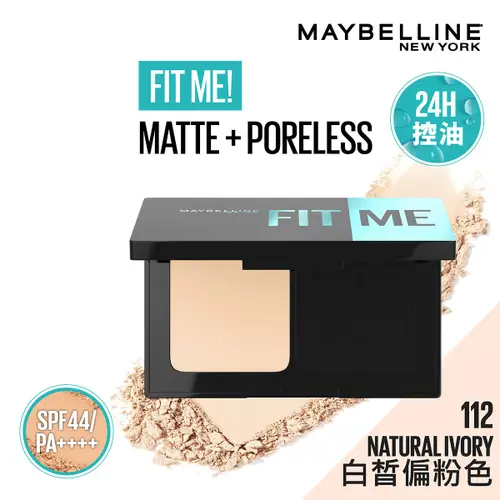 MAYBELLINE
NEW YORK
FIT ME!
MATTE + PORELESS
24H
控油
MAYBELLINE
FIT ME
SPF44/
PA++++
112
NATURAL IVORY
白皙偏粉色